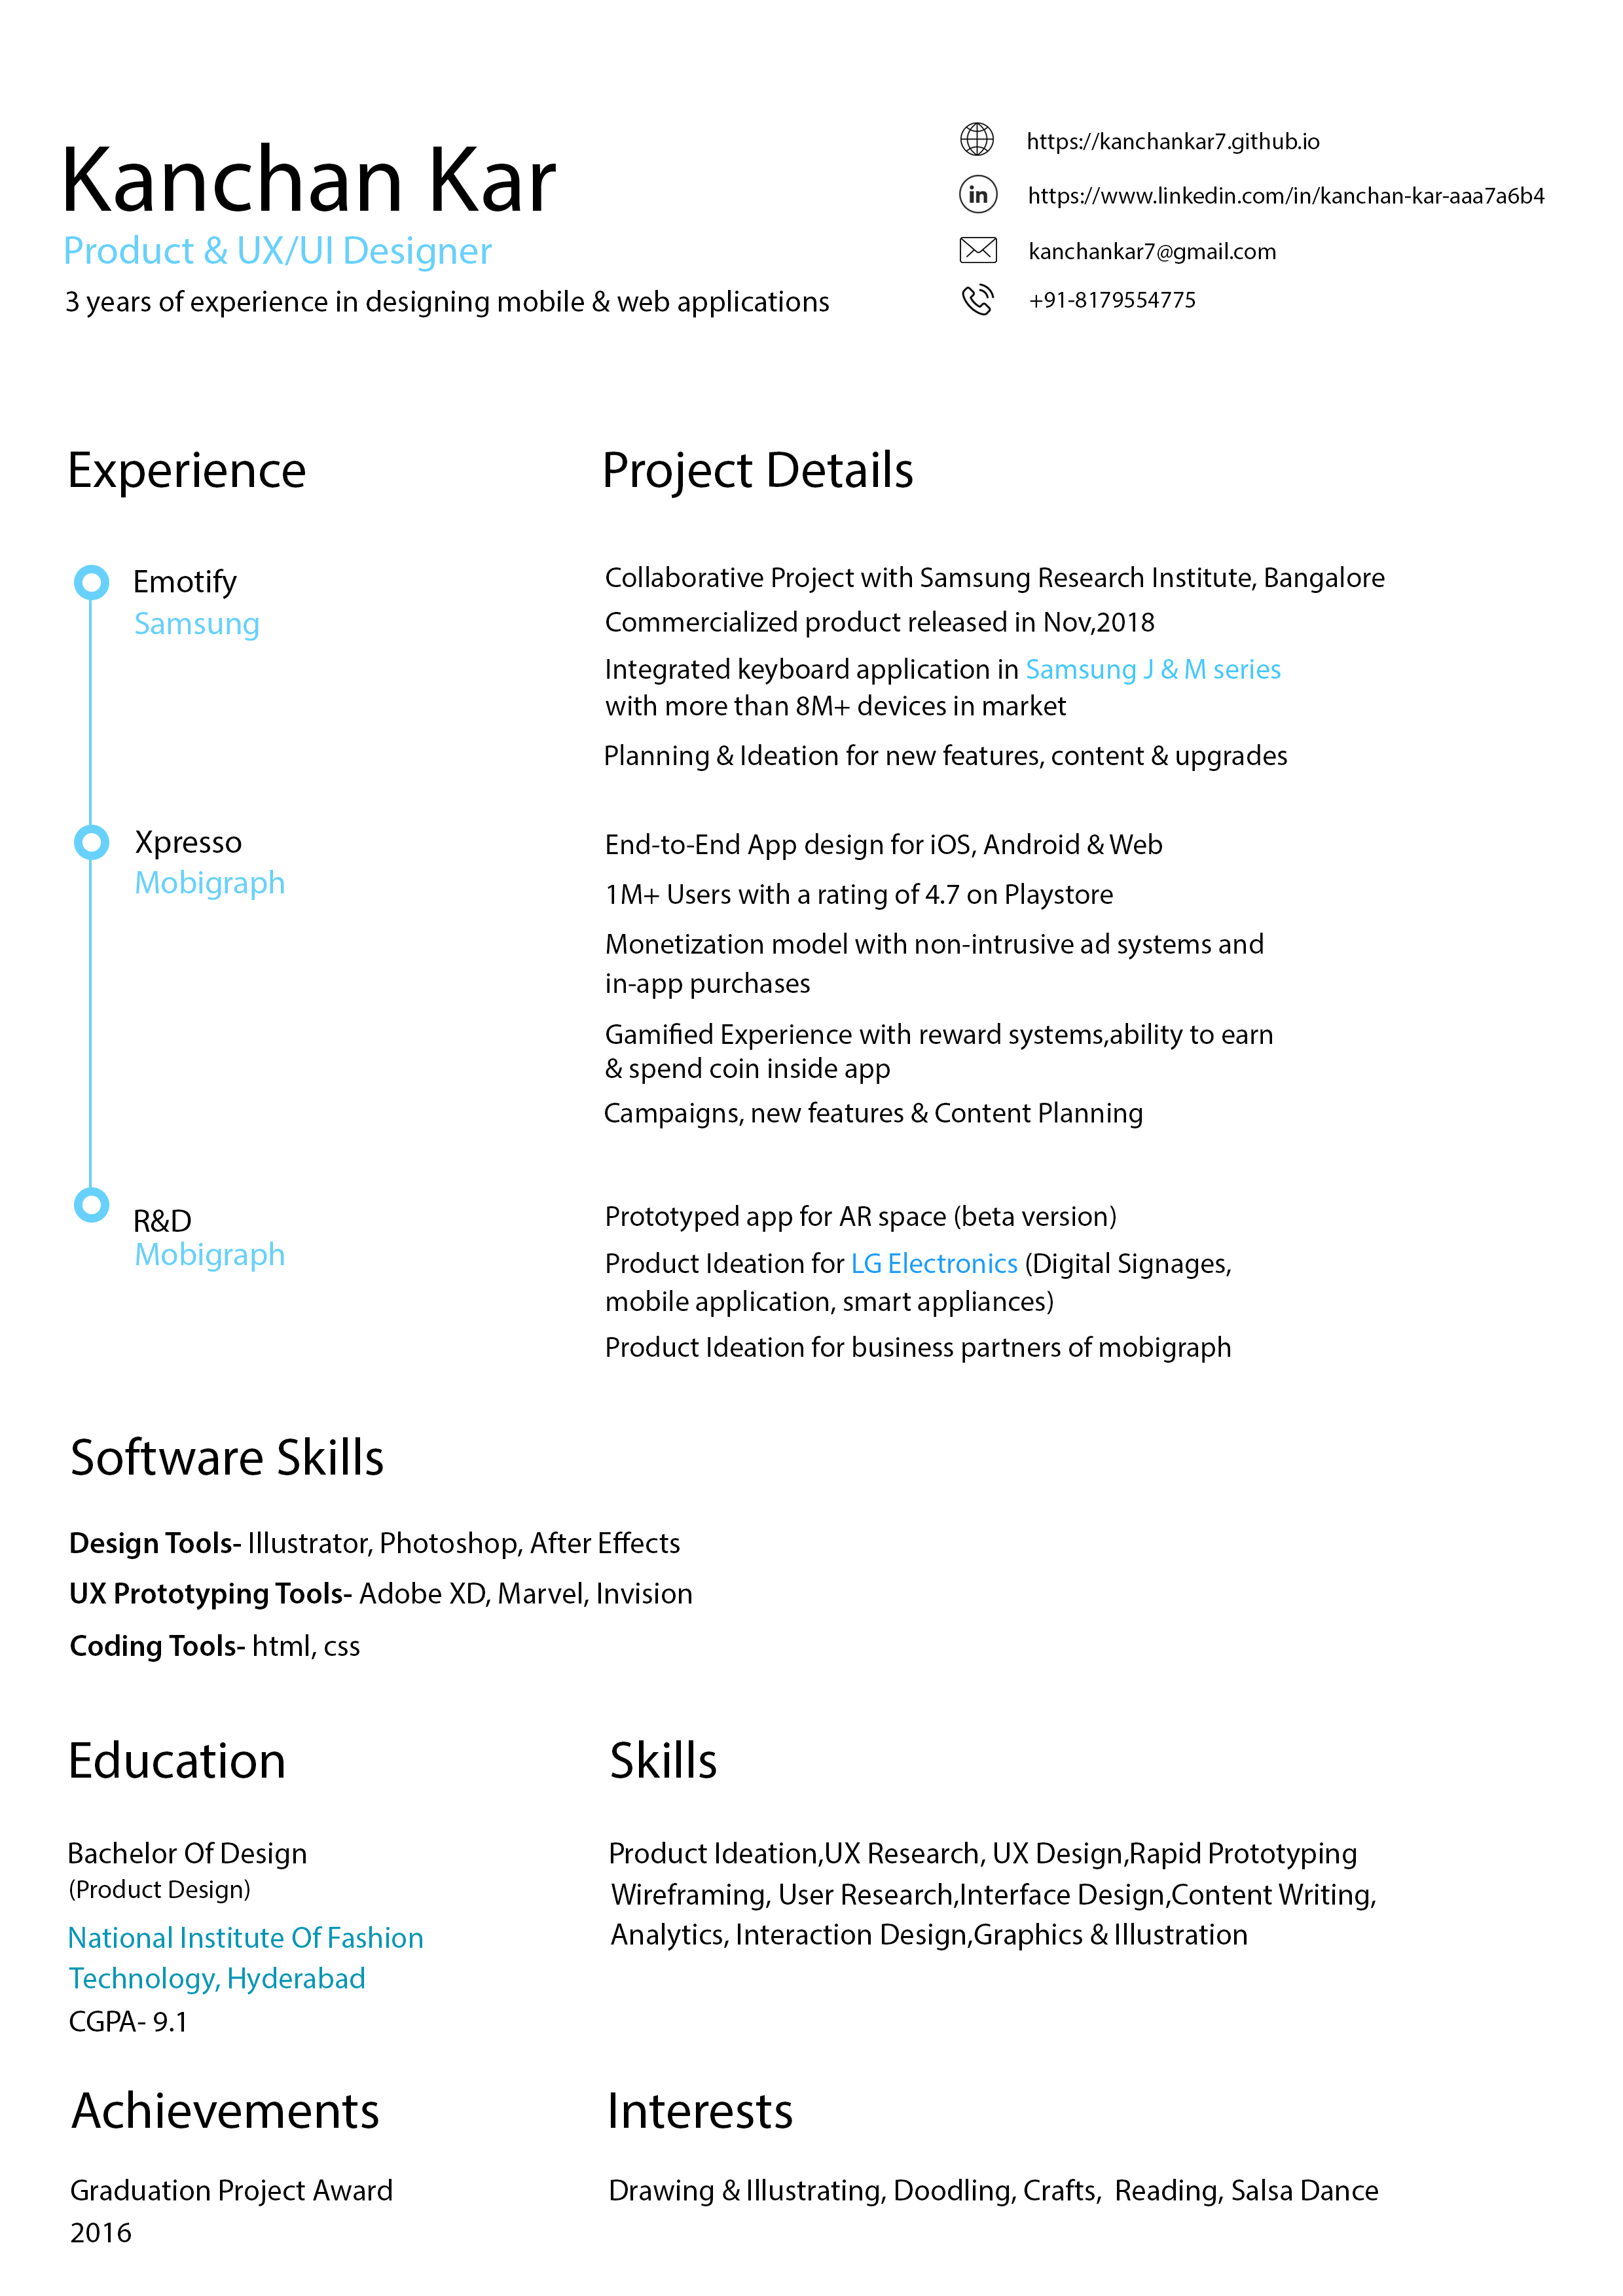 Kanchan Kar
Product & UX/UI Designer
3 years of experience in designing mobile & web applications
https://kanchankar7.github.io
in
https://www.linkedin.com/in/kanchan-kar-aaa7a6b4
kanchankar7@gmail.com
+91-8179554775
Experience
Project Details
Emotify
Samsung
Collaborative Project with Samsung Research Institute, Bangalore
Commercialized product released in Nov,2018
Integrated keyboard application in Samsung J & M series
with more than 8M+ devices in market
Planning & Ideation for new features, content & upgrades
Xpresso
Mobigraph
End-to-End App design for iOS, Android & Web
1M+ Users with a rating of 4.7 on Playstore
Monetization model with non-intrusive ad systems and
in-app purchases
Gamified Experience with reward systems,ability to earn
& spend coin inside app
Campaigns, new features & Content Planning
R&D
Mobigraph
Prototyped app for AR space (beta version)
Product Ideation for LG Electronics (Digital Signages,
mobile application, smart appliances)
Product Ideation for business partners of mobigraph
Software Skills
Design Tools- Illustrator, Photoshop, After Effects
UX Prototyping Tools- Adobe XD, Marvel, Invision
Coding Tools- html, css
Education
Bachelor Of Design
(Product Design)
National Institute Of Fashion
Technology, Hyderabad
CGPA- 9.1
Skills
Product Ideation,UX Research, UX Design,Rapid Prototyping
Wireframing, User Research,Interface Design,Content Writing,
Analytics, Interaction Design,Graphics & Illustration
Achievements
Graduation Project Award
2016
Interests
Drawing & Illustrating, Doodling, Crafts,  Reading, Salsa Dance